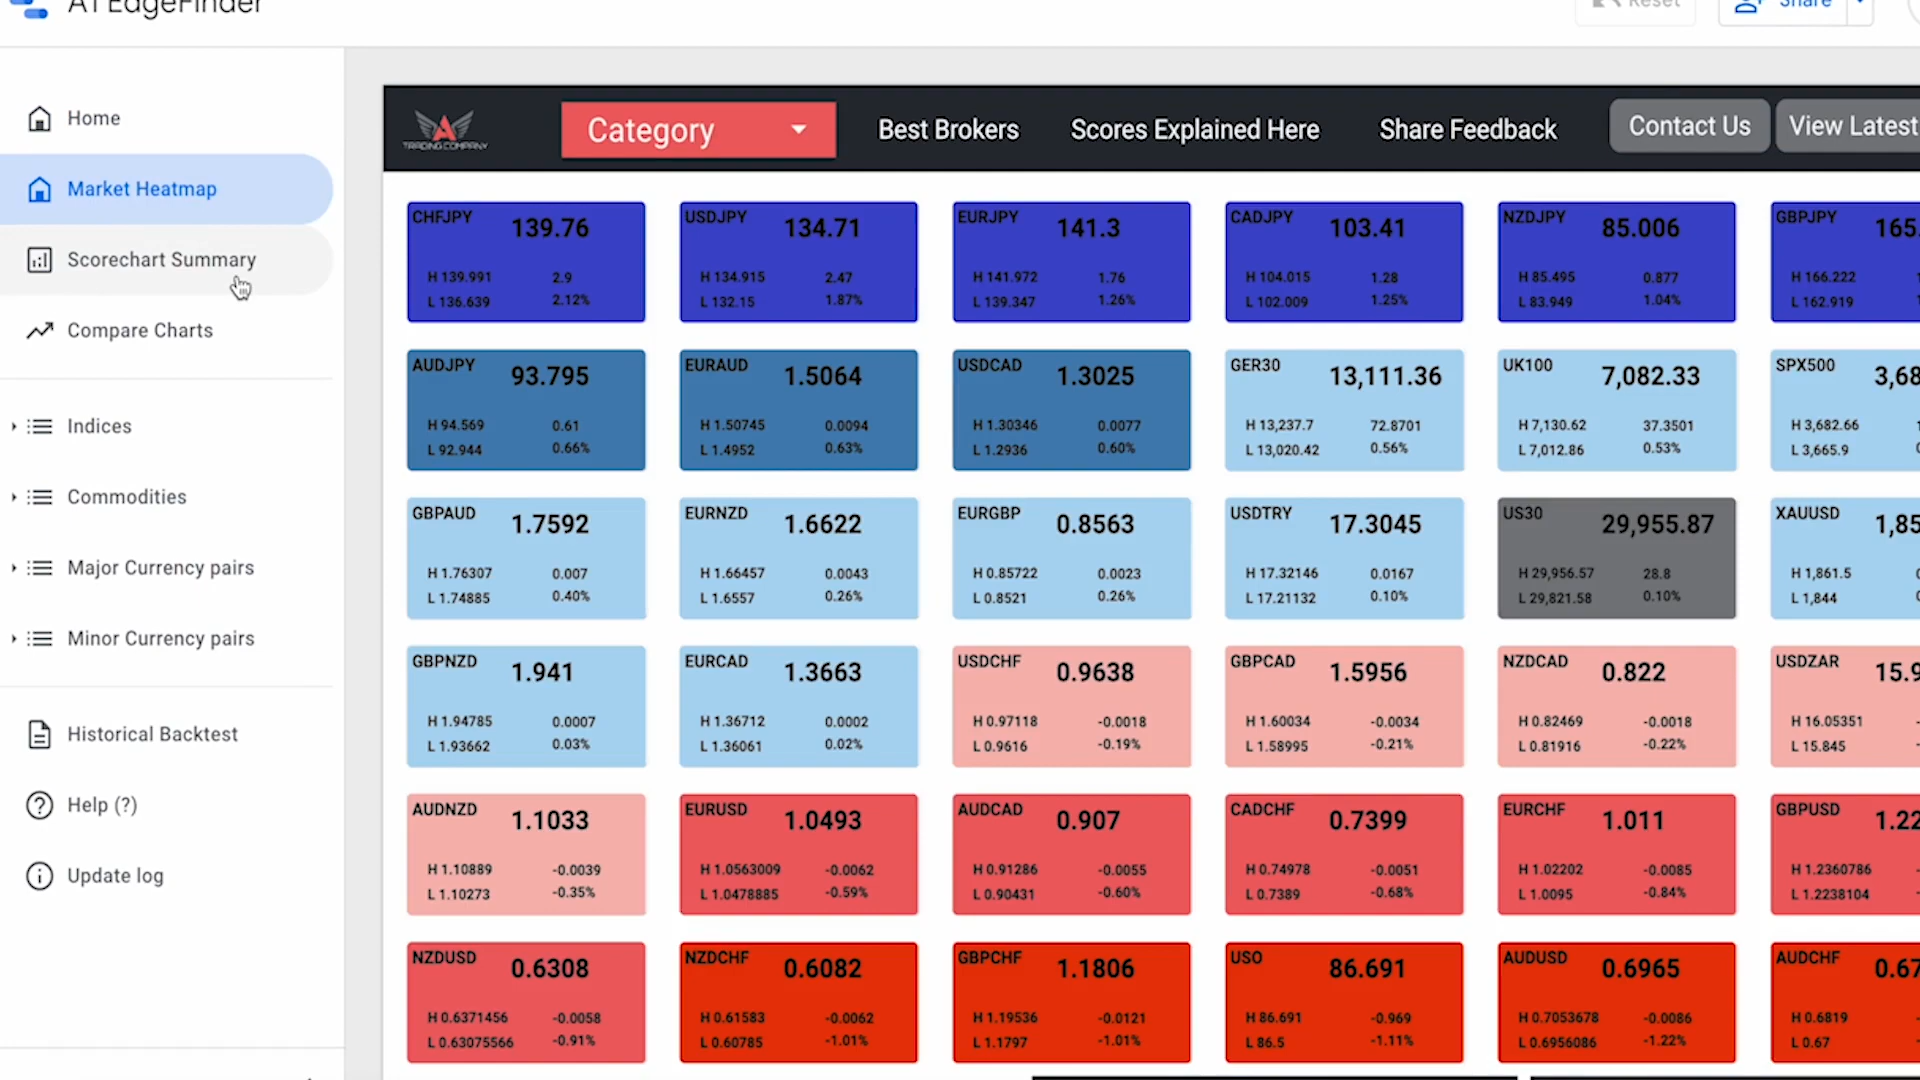 A1 EdgeFinder
Reset
Share
Home
Market Heatmap
Scorechart Summary
Compare Charts
Indices
Commodities
Major Currency pairs
Minor Currency pairs
Historical Backtest
Help (?)
Update log
TRADING COMPANY
Category
Best Brokers
Scores Explained Here
Share Feedback
Contact Us
View Latest
CHFJPY 139.76
H 139.991 2.9
L 136.639 2.12%
USDJPY 134.71
H 134.915 2.47
L 132.15 1.87%
EURJPY 141.3
H 141.972 1.76
L 139.347 1.26%
CADJPY 103.41
H 104.015 1.28
L 102.009 1.25%
NZDJPY 85.006
H 85.495 0.877
L 83.949 1.04%
GBPJPY 165.
H 166.222
L 162.919
AUDJPY 93.795
H 94.569 0.61
L 92.944 0.66%
EURAUD 1.5064
H 1.50745 0.0094
L 1.4952 0.63%
USDCAD 1.3025
H 1.30346 0.0077
L 1.2936 0.60%
GER30 13,111.36
H 13,237.7 72.8701
L 13,020.42 0.56%
UK100 7,082.33
H 7,130.62 37.3501
L 7,012.86 0.53%
SPX500 3,68
H 3,682.66
L 3,665.9
GBPAUD 1.7592
H 1.76307 0.007
L 1.74885 0.40%
EURNZD 1.6622
H 1.66457 0.0043
L 1.6557 0.26%
EURGBP 0.8563
H 0.85722 0.0023
L 0.8521 0.26%
USDTRY 17.3045
H 17.32146 0.0167
L 17.21132 0.10%
US30 29,955.87
H 29,956.57 28.8
L 29,821.58 0.10%
XAUUSD 1,85
H 1,861.5
L 1,844
GBPNZD 1.941
H 1.94785 0.0007
L 1.93662 0.03%
EURCAD 1.3663
H 1.36712 0.0002
L 1.36061 0.02%
USDCHF 0.9638
H 0.97118 -0.0018
L 0.9616 -0.19%
GBPCAD 1.5956
H 1.60034 -0.0034
L 1.58995 -0.21%
NZDCAD 0.822
H 0.82469 -0.0018
L 0.81916 -0.22%
USDZAR 15.9
H 16.05351
L 15.845
AUDNZD 1.1033
H 1.10889 -0.0039
L 1.10273 -0.35%
EURUSD 1.0493
H 1.0563009 -0.0062
L 1.0478885 -0.59%
AUDCAD 0.907
H 0.91286 -0.0055
L 0.90431 -0.60%
CADCHF 0.7399
H 0.74978 -0.0051
L 0.7389 -0.68%
EURCHF 1.011
H 1.02202 -0.0085
L 1.0095 -0.84%
GBPUSD 1.22
H 1.2360786
L 1.2238104
NZDUSD 0.6308
H 0.6371456 -0.0058
L 0.63075566 -0.91%
NZDCHF 0.6082
H 0.61583 -0.0062
L 0.60785 -1.01%
GBPCHF 1.1806
H 1.19536 -0.0121
L 1.1797 -1.01%
USO 86.691
H 86.691 -0.969
L 86.5 -1.11%
AUDUSD 0.6965
H 0.7053678 -0.0086
L 0.6956086 -1.22%
AUDCHF 0.67
H 0.6819
L 0.67